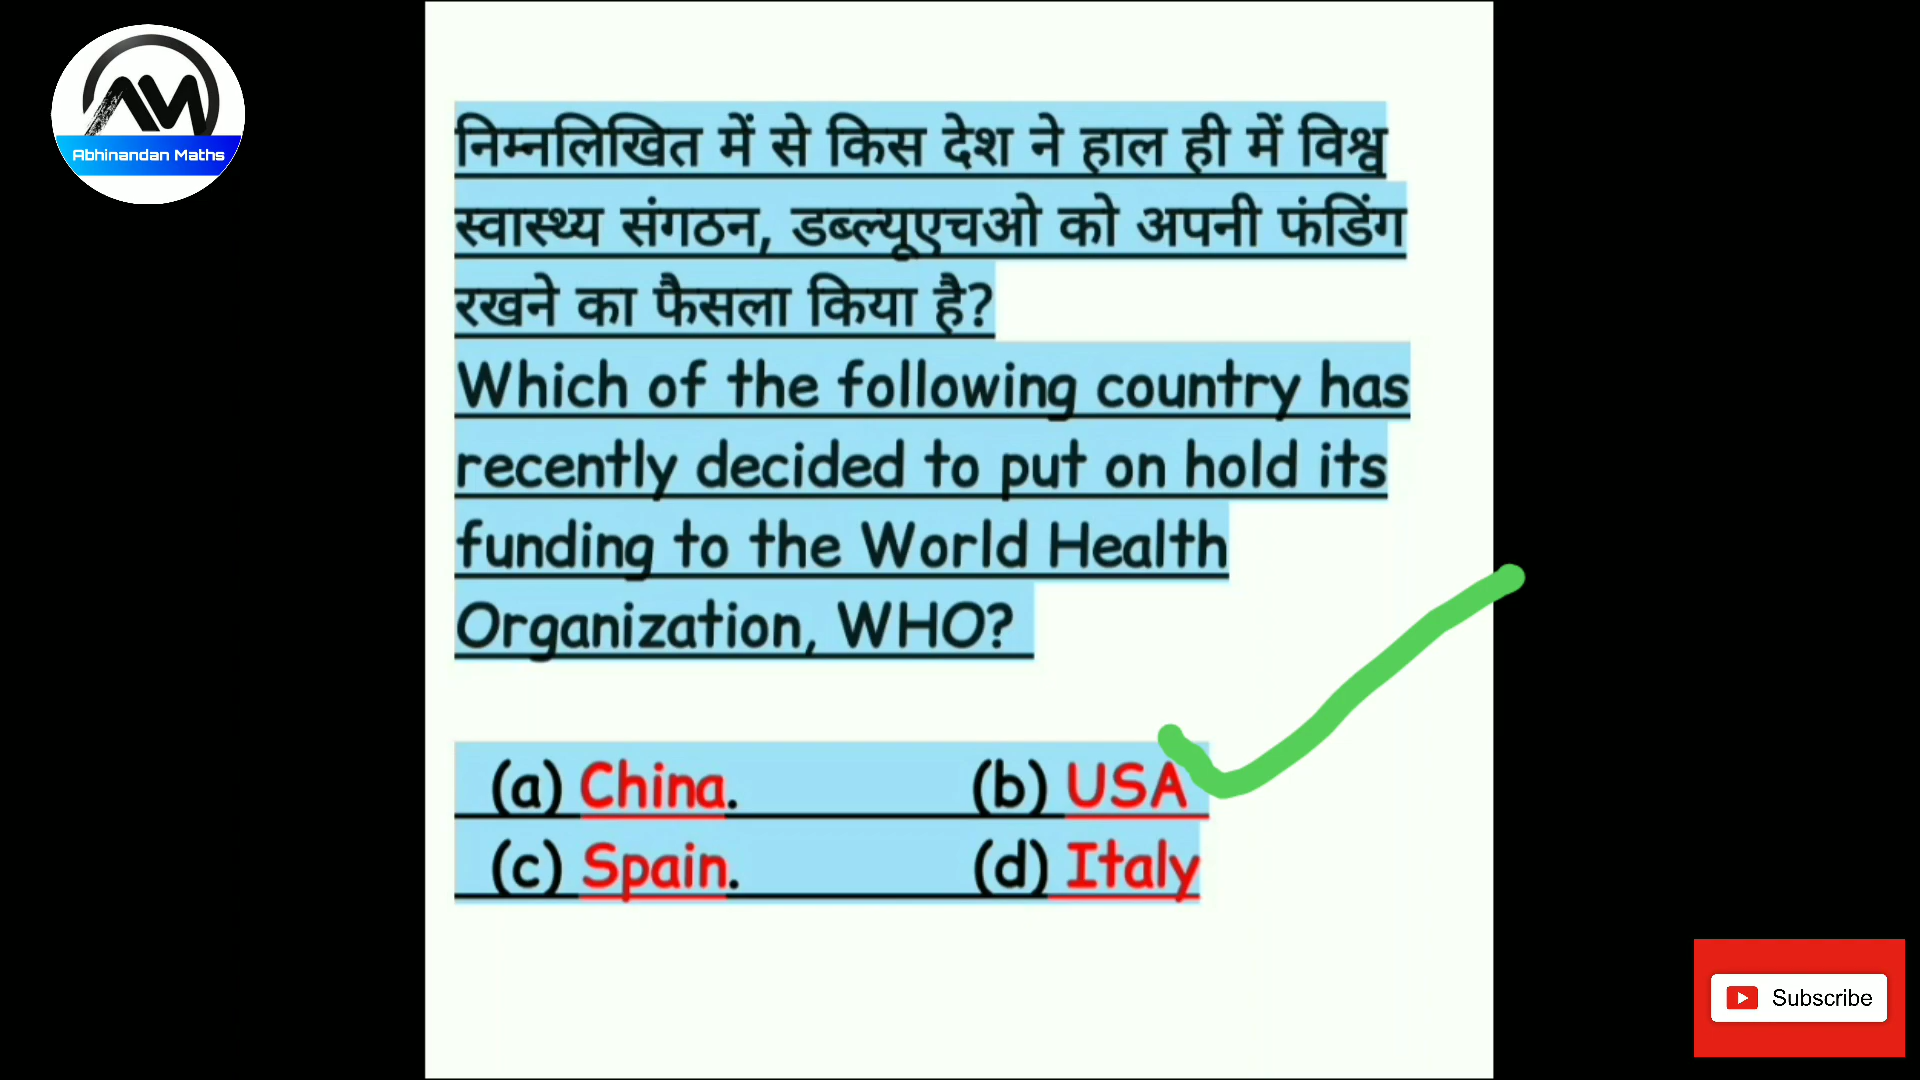 Abhinandan Maths
निम्नलिखित में से किस देश ने हाल ही में विश्व
स्वास्थ्य संगठन, डब्ल्यूएचओ को अपनी फंडिंग
रखने का फैसला किया है?
Which of the following country has
recently decided to put on hold its
funding to the World Health
Organization, WHO?
(a) China. (b) USA
(c) Spain. (d) Italy
Subscribe